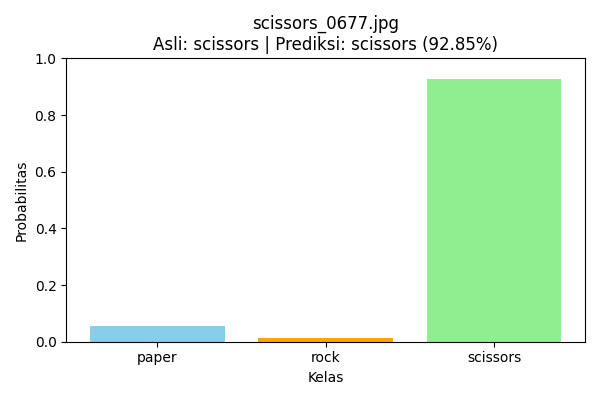 scissors_0677.jpg
Asli: scissors | Prediksi: scissors (92.85%)
1.0
0.8
0.6
0.4
0.2
0.0
Probabilitas
paper
rock
scissors
Kelas